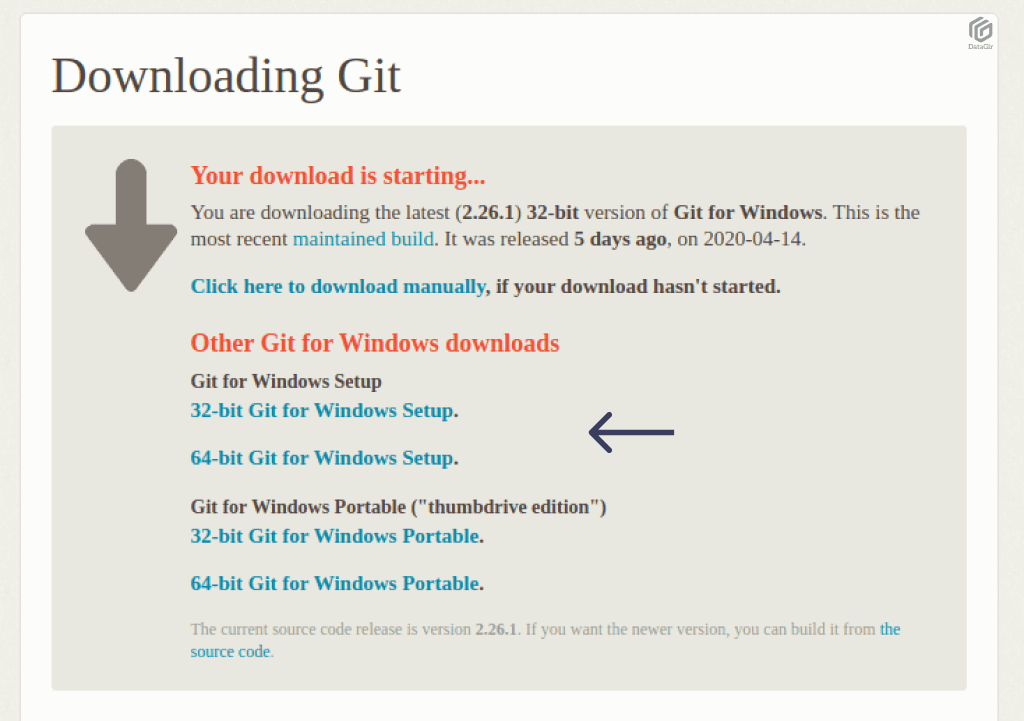 DataGir
Downloading Git
Your download is starting...
You are downloading the latest (2.26.1) 32-bit version of Git for Windows. This is the
most recent maintained build. It was released 5 days ago, on 2020-04-14.
Click here to download manually, if your download hasn't started.
Other Git for Windows downloads
Git for Windows Setup
32-bit Git for Windows Setup.
64-bit Git for Windows Setup.
Git for Windows Portable ("thumbdrive edition")
32-bit Git for Windows Portable.
64-bit Git for Windows Portable.
The current source code release is version 2.26.1. If you want the newer version, you can build it from the
source code.